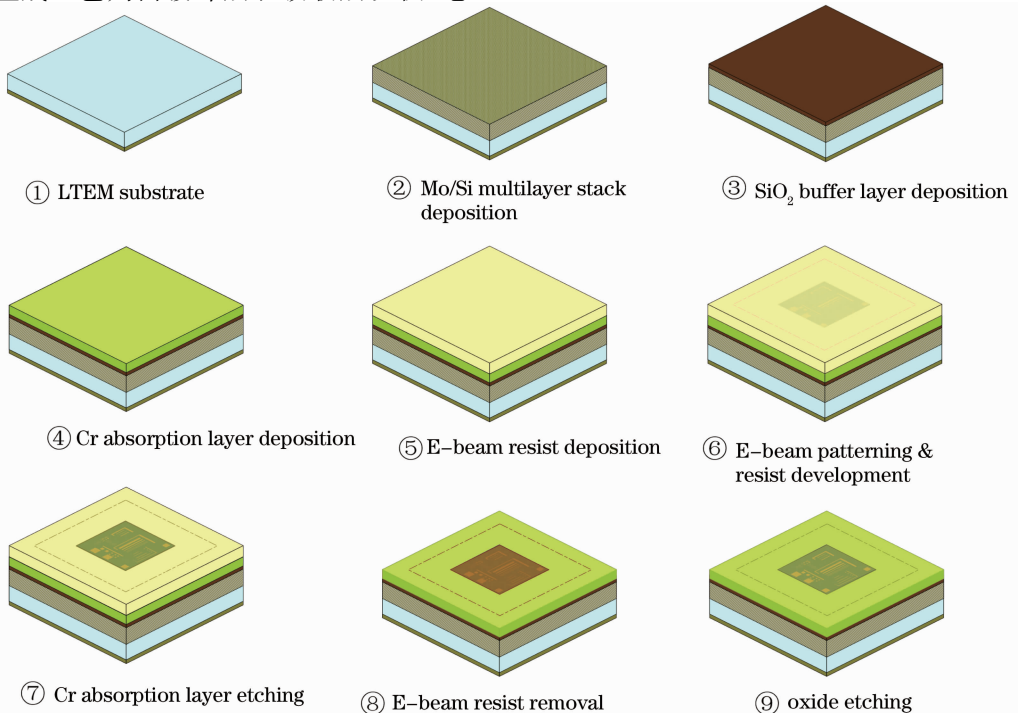 ① LTEM substrate
② Mo/Si multilayer stack
deposition
③ SiO₂ buffer layer deposition
④ Cr absorption layer deposition
⑤ E-beam resist deposition
⑥ E-beam patterning &
resist development
⑦ Cr absorption layer etching
⑧ E-beam resist removal
⑨ oxide etching